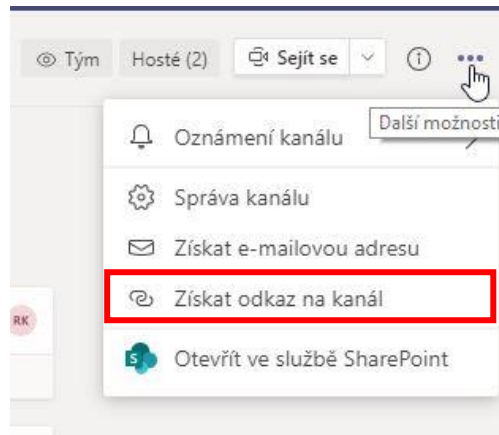 Tým Hosté (2) Sejít se
Další možnosti
Oznámení kanálu
Správa kanálu
Získat e-mailovou adresu
Získat odkaz na kanál
RK
S Otevřít ve službě SharePoint